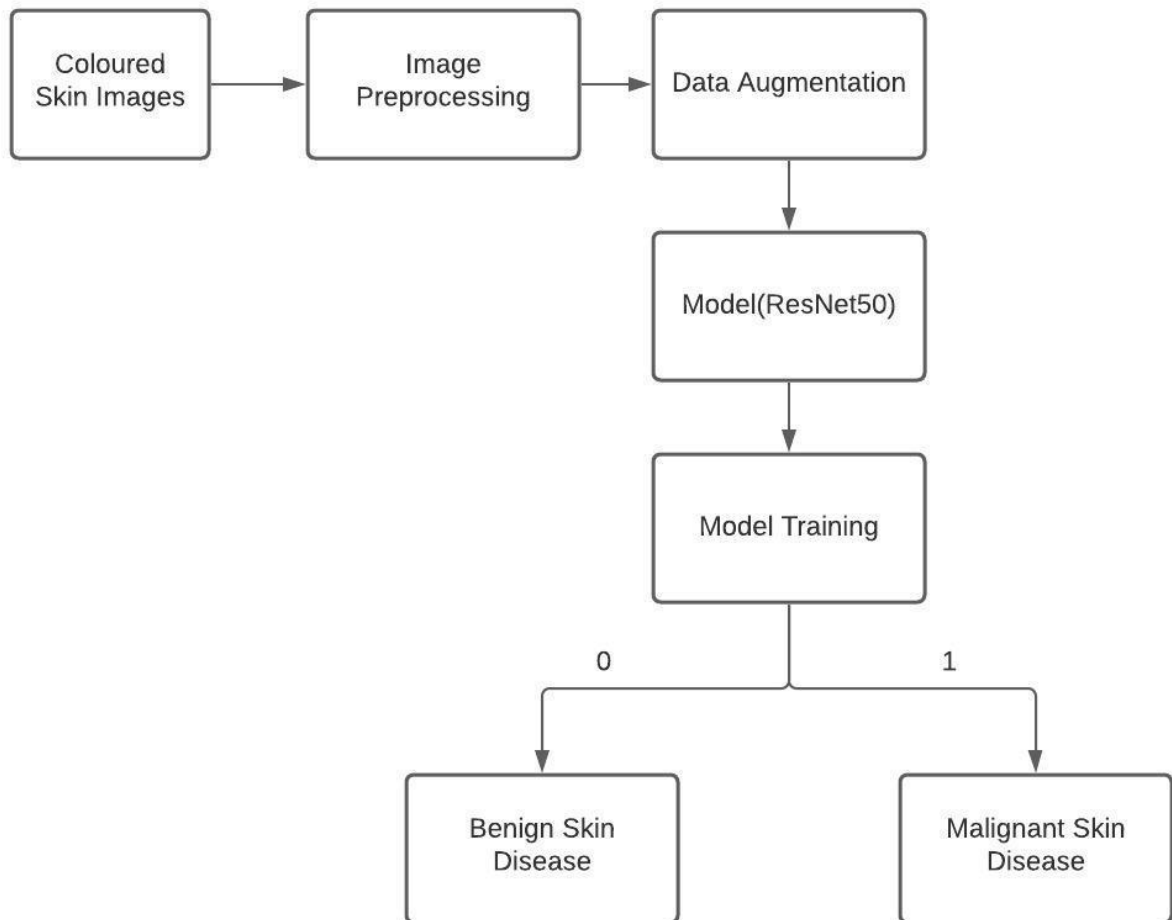 Coloured
Skin Images
Image
Preprocessing
Data Augmentation
Model(ResNet50)
Model Training
0
1
Benign Skin
Disease
Malignant Skin
Disease